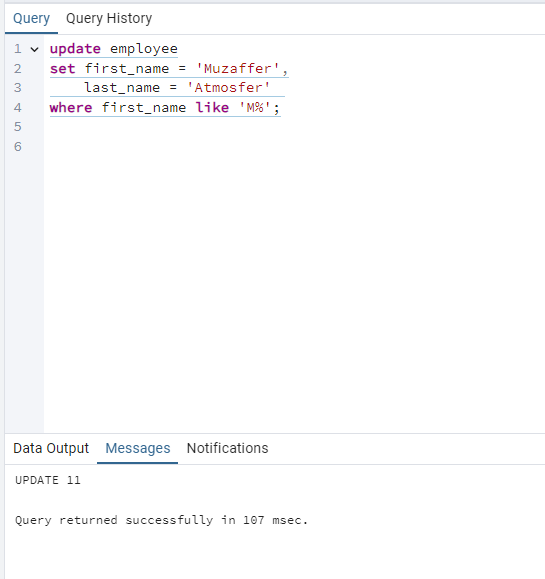 Query Query History
1 update employee
2 set first_name = 'Muzaffer',
3 last_name = 'Atmosfer'
4 where first_name like 'M%';
5
6
Data Output Messages Notifications
UPDATE 11
Query returned successfully in 107 msec.